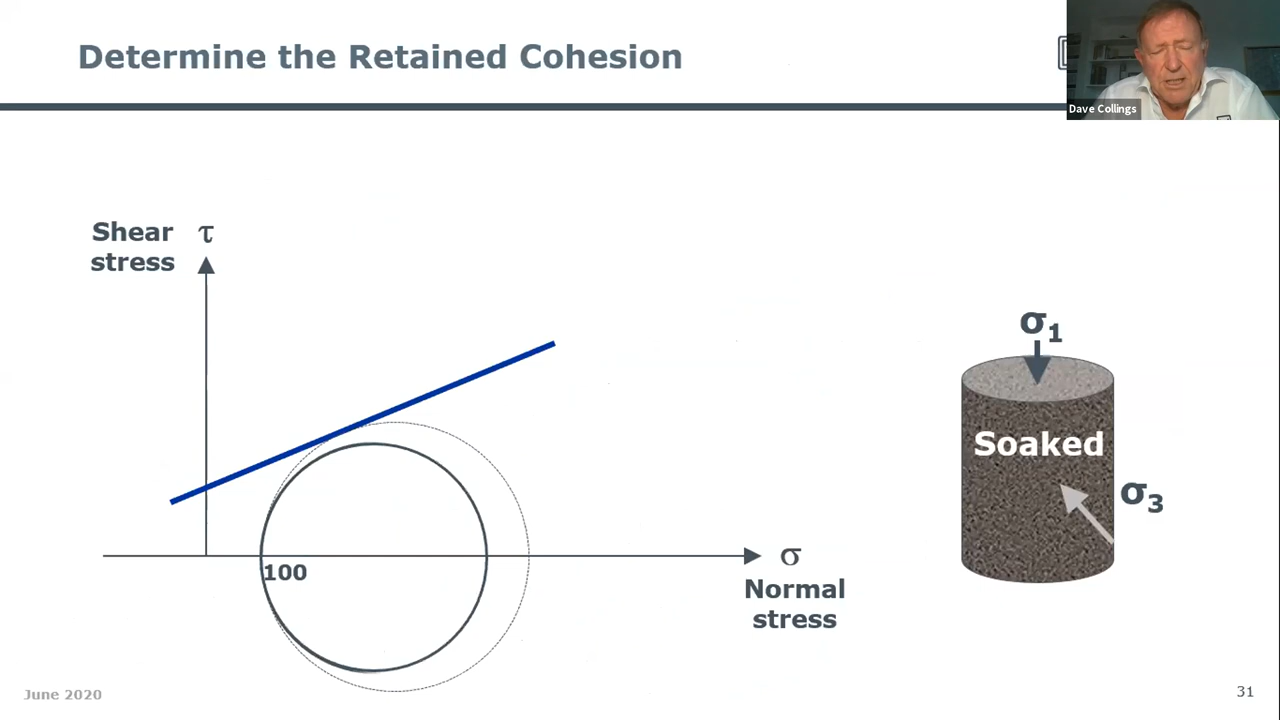 Determine the Retained Cohesion
Dave Collings
Shear τ
stress
σ1
Soaked
σ3
100
σ
Normal
stress
June 2020
31